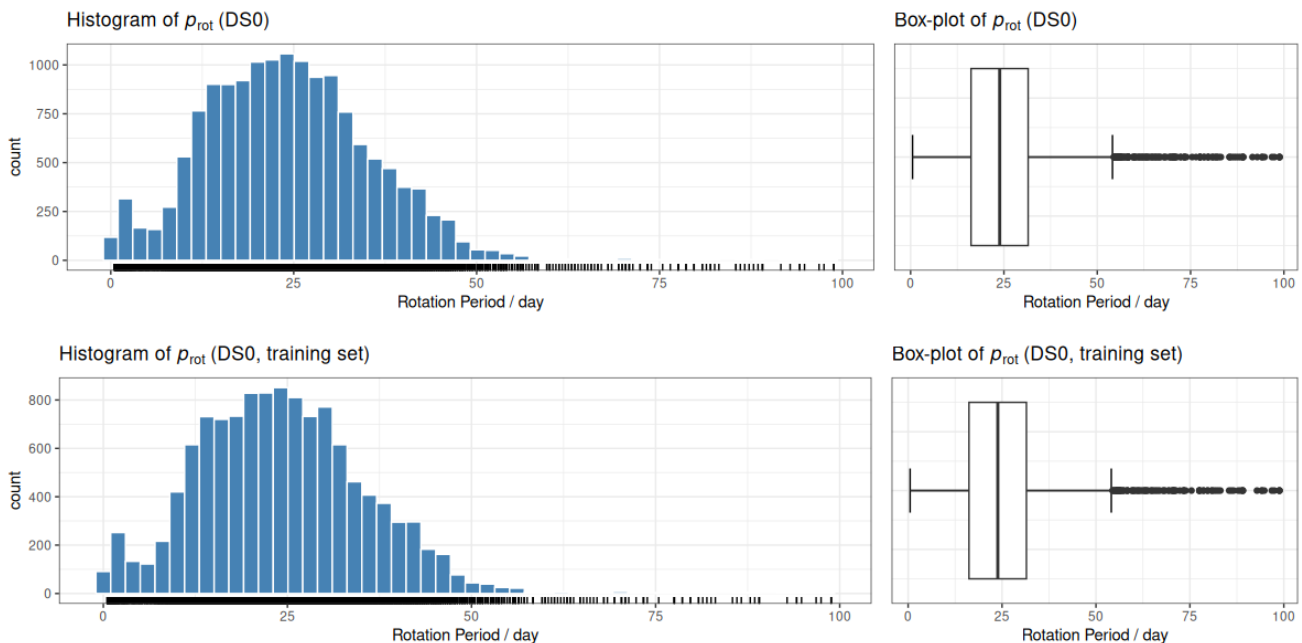 Histogram of p_rot (DS0)
1000
750
500
250
0
count
0 25 50 75 100
Rotation Period / day
Box-plot of p_rot (DS0)
0 25 50 75 100
Rotation Period / day
Histogram of p_rot (DS0, training set)
800
600
400
200
0
count
0 25 50 75 100
Rotation Period / day
Box-plot of p_rot (DS0, training set)
0 25 50 75 100
Rotation Period / day